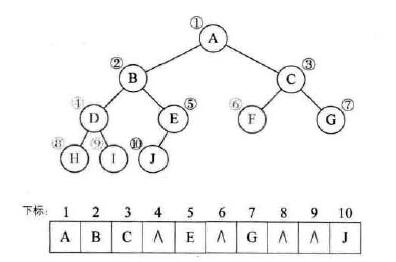 ① A
② B ③ C
④ D ⑤ E ⑥ F ⑦ G
⑧ H ⑨ I ⑩ J
下标: 1 2 3 4 5 6 7 8 9 10
A B C ∧ E ∧ G ∧ ∧ J